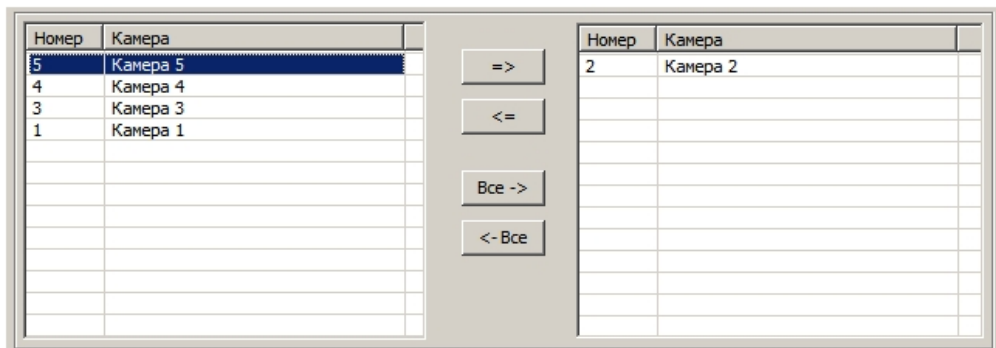 Номер Камера
5 Камера 5
4 Камера 4
3 Камера 3
1 Камера 1
=>
<=
Все ->
<- Все
Номер Камера
2 Камера 2